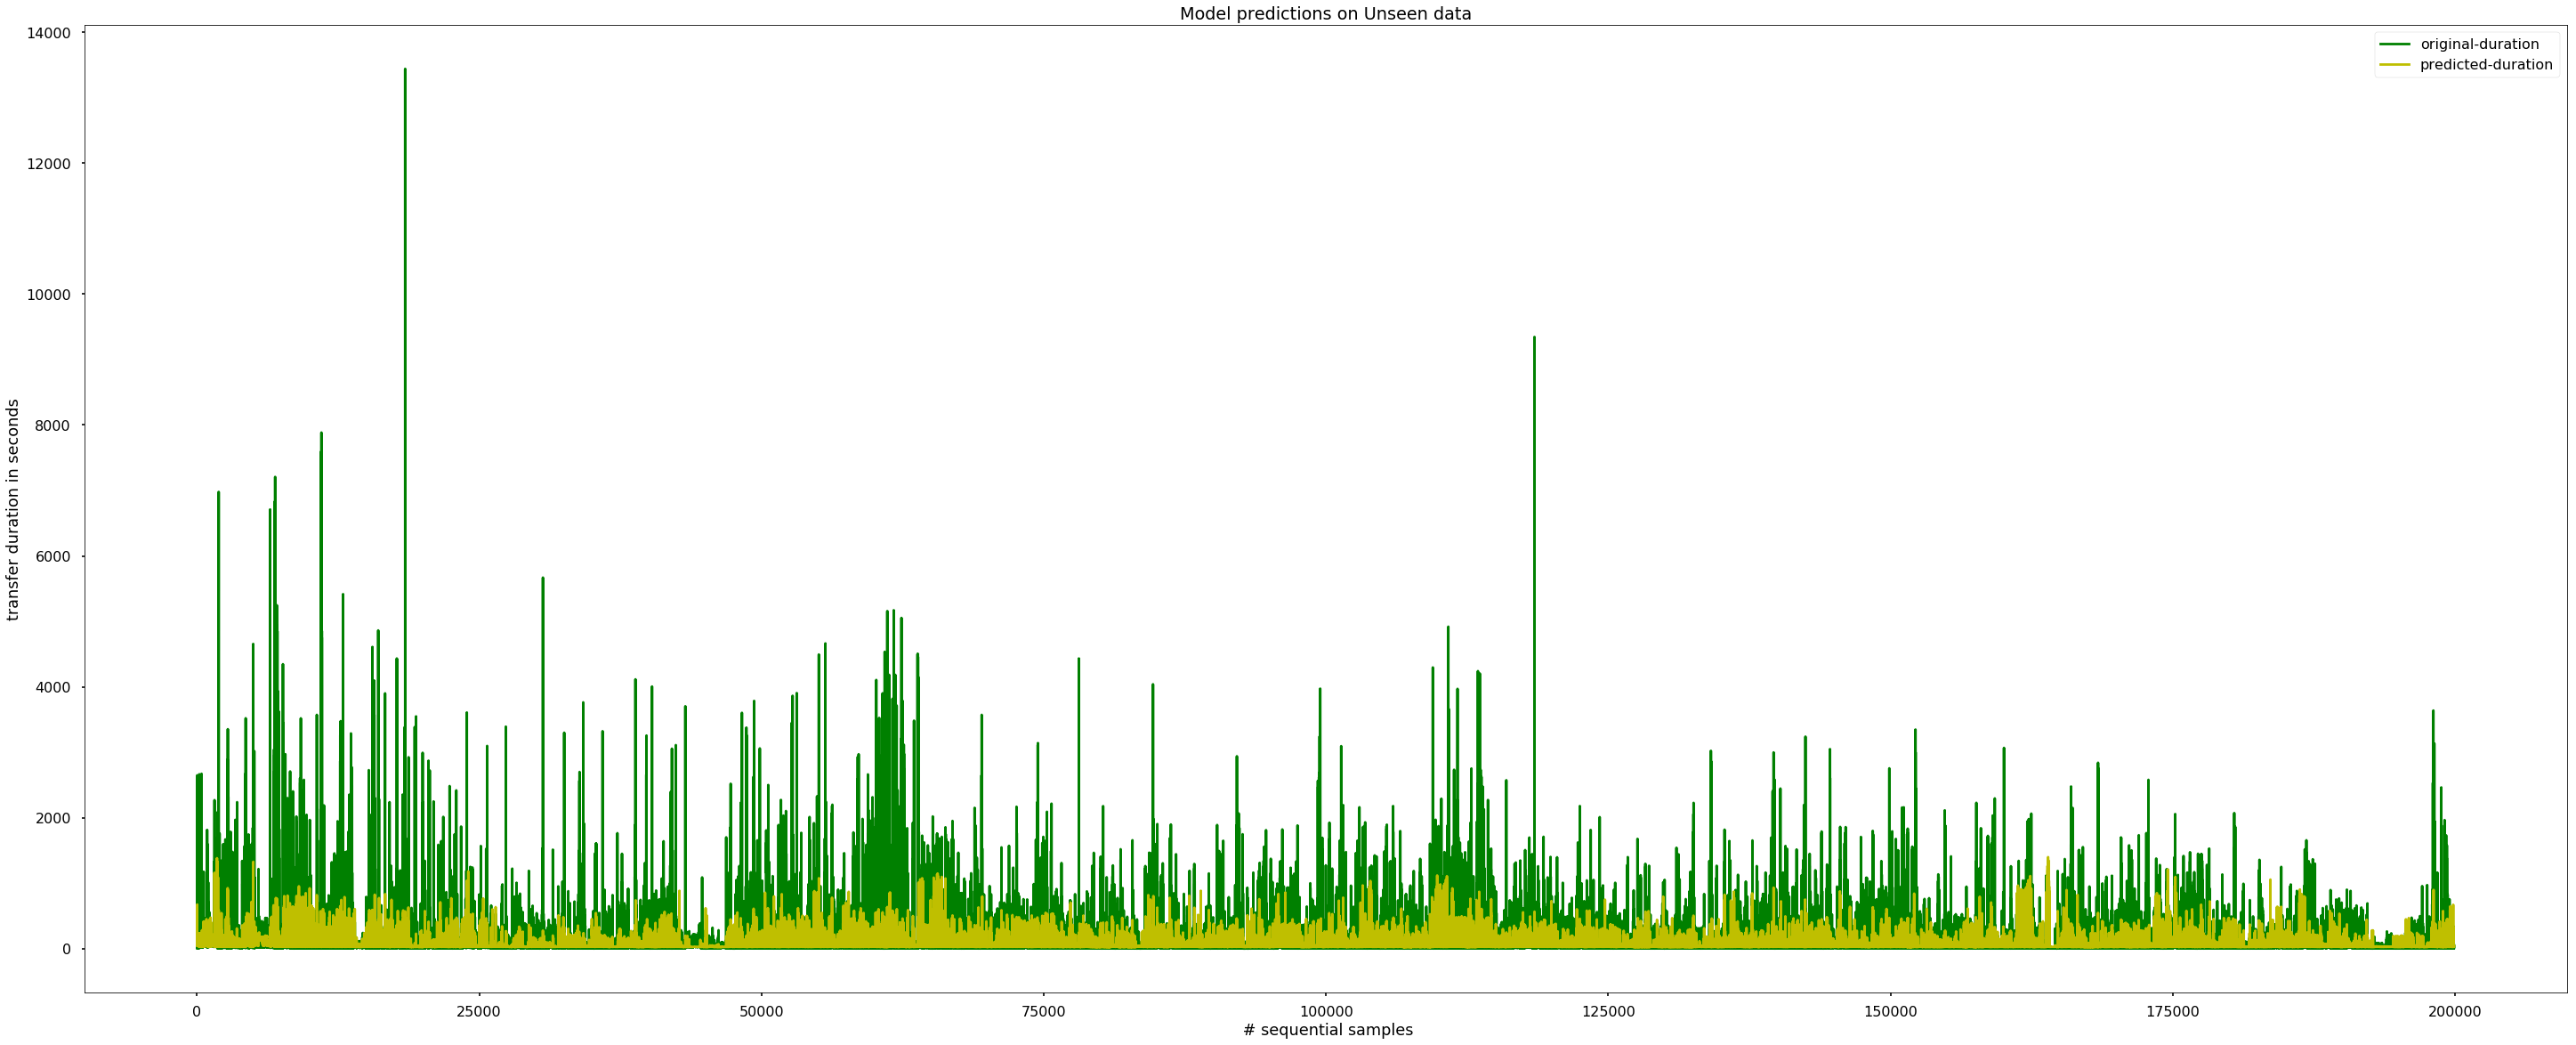 Model predictions on Unseen data
original-duration
predicted-duration
14000
12000
10000
8000
6000
4000
2000
0
transfer duration in seconds
0 25000 50000 75000 100000 125000 150000 175000 200000
# sequential samples